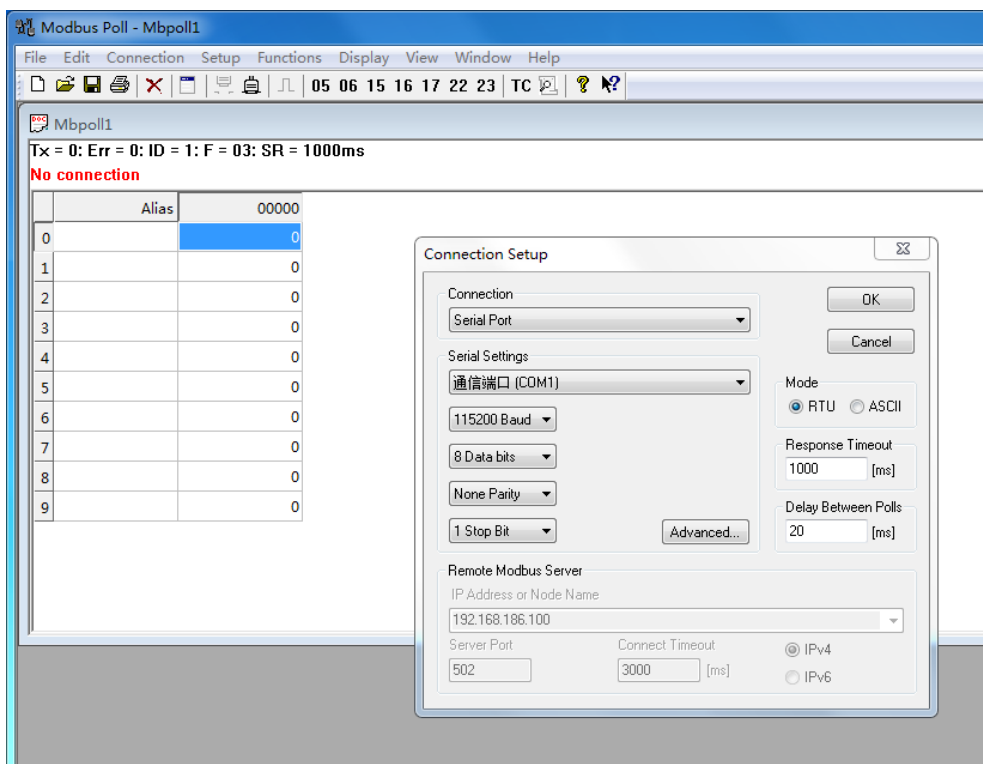 Modbus Poll - Mbpoll1
File Edit Connection Setup Functions Display View Window Help
05 06 15 16 17 22 23 TC
Mbpoll1
Tx = 0: Err = 0: ID = 1: F = 03: SR = 1000ms
No connection
Alias 00000
0 0
1 0
2 0
3 0
4 0
5 0
6 0
7 0
8 0
9 0
Connection Setup
Connection
Serial Port
OK
Cancel
Serial Settings
通信端口 (COM1)
115200 Baud
8 Data bits
None Parity
1 Stop Bit
Advanced...
Mode
RTU ASCII
Response Timeout
1000 [ms]
Delay Between Polls
20 [ms]
Remote Modbus Server
IP Address or Node Name
192.168.186.100
Server Port Connect Timeout
502 3000 [ms]
IPv4
IPv6